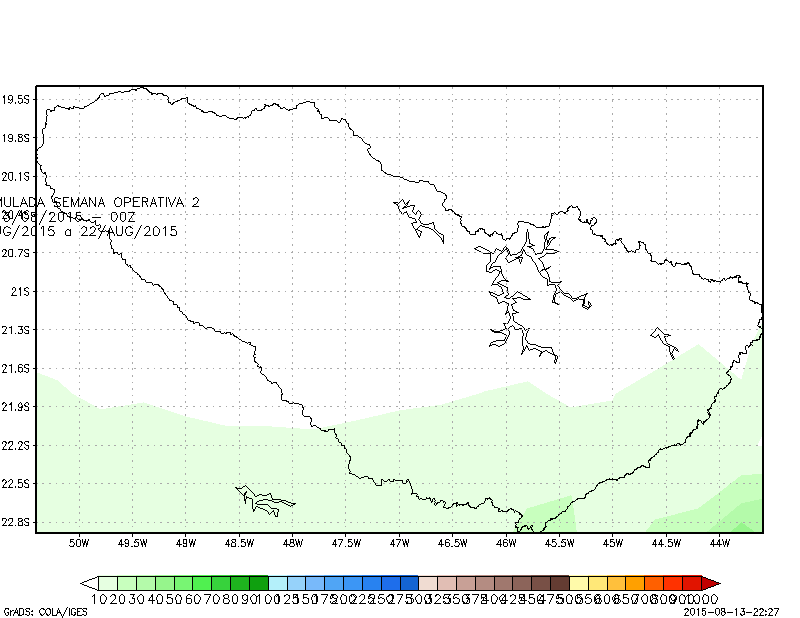 19.5S
19.8S
20.1S
MULADA SEMANA OPERATIVA 2
20.4S
/08/2015 — 00Z
G/2015 a 22/AUG/2015
20.7S
21S
21.3S
21.6S
21.9S
22.2S
22.5S
22.8S
50W 49.5W 49W 48.5W 48W 47.5W 47W 46.5W 46W 45.5W 45W 44.5W 44W
10 20 30 40 50 60 70 80 90 100 125 150 175 200 225 250 275 300 325 350 375 400 425 450 475 500 550 600 650 700 800 900 1000
GrADS: COLA/IGES 2015-08-13-22:27